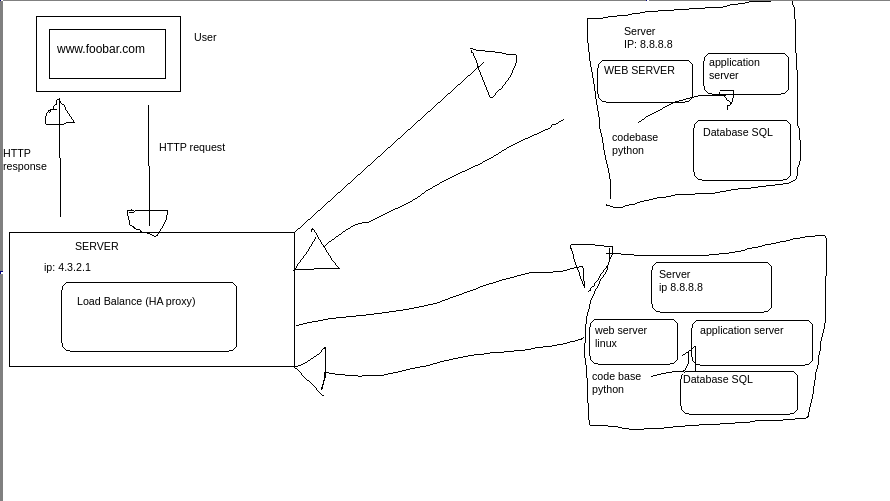 www.foobar.com
User
HTTP
response
HTTP request
SERVER
ip: 4.3.2.1
Load Balance (HA proxy)
Server
IP: 8.8.8.8
WEB SERVER
application
server
codebase
python
Database SQL
Server
ip 8.8.8.8
web server
linux
application server
code base
python
Database SQL